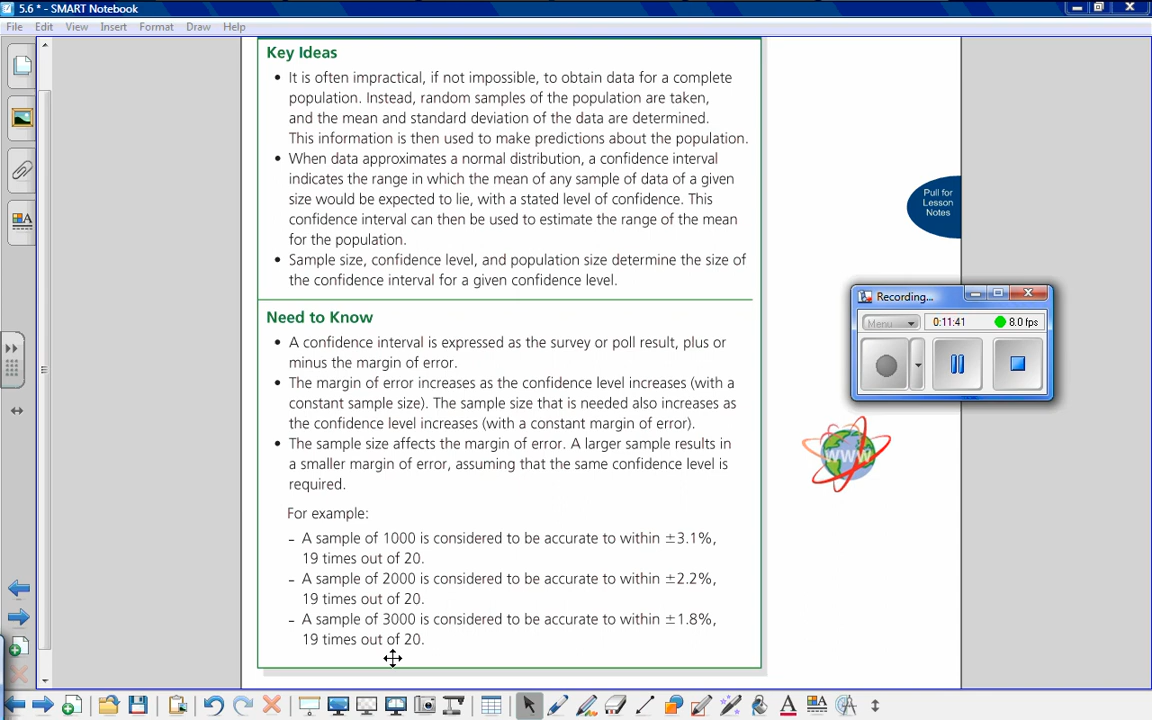 5.6 * - SMART Notebook
File Edit View Insert Format Draw Help
Key Ideas
• It is often impractical, if not impossible, to obtain data for a complete
population. Instead, random samples of the population are taken,
and the mean and standard deviation of the data are determined.
This information is then used to make predictions about the population.
• When data approximates a normal distribution, a confidence interval
indicates the range in which the mean of any sample of data of a given
size would be expected to lie, with a stated level of confidence. This
confidence interval can then be used to estimate the range of the mean
for the population.
• Sample size, confidence level, and population size determine the size of
the confidence interval for a given confidence level.
Need to Know
• A confidence interval is expressed as the survey or poll result, plus or
minus the margin of error.
• The margin of error increases as the confidence level increases (with a
constant sample size). The sample size that is needed also increases as
the confidence level increases (with a constant margin of error).
• The sample size affects the margin of error. A larger sample results in
a smaller margin of error, assuming that the same confidence level is
required.
For example:
– A sample of 1000 is considered to be accurate to within ±3.1%,
19 times out of 20.
– A sample of 2000 is considered to be accurate to within ±2.2%,
19 times out of 20.
– A sample of 3000 is considered to be accurate to within ±1.8%,
19 times out of 20.
Pull for
Lesson
Notes
Recording...
Menu
0:11:41
8.0 fps
WWW